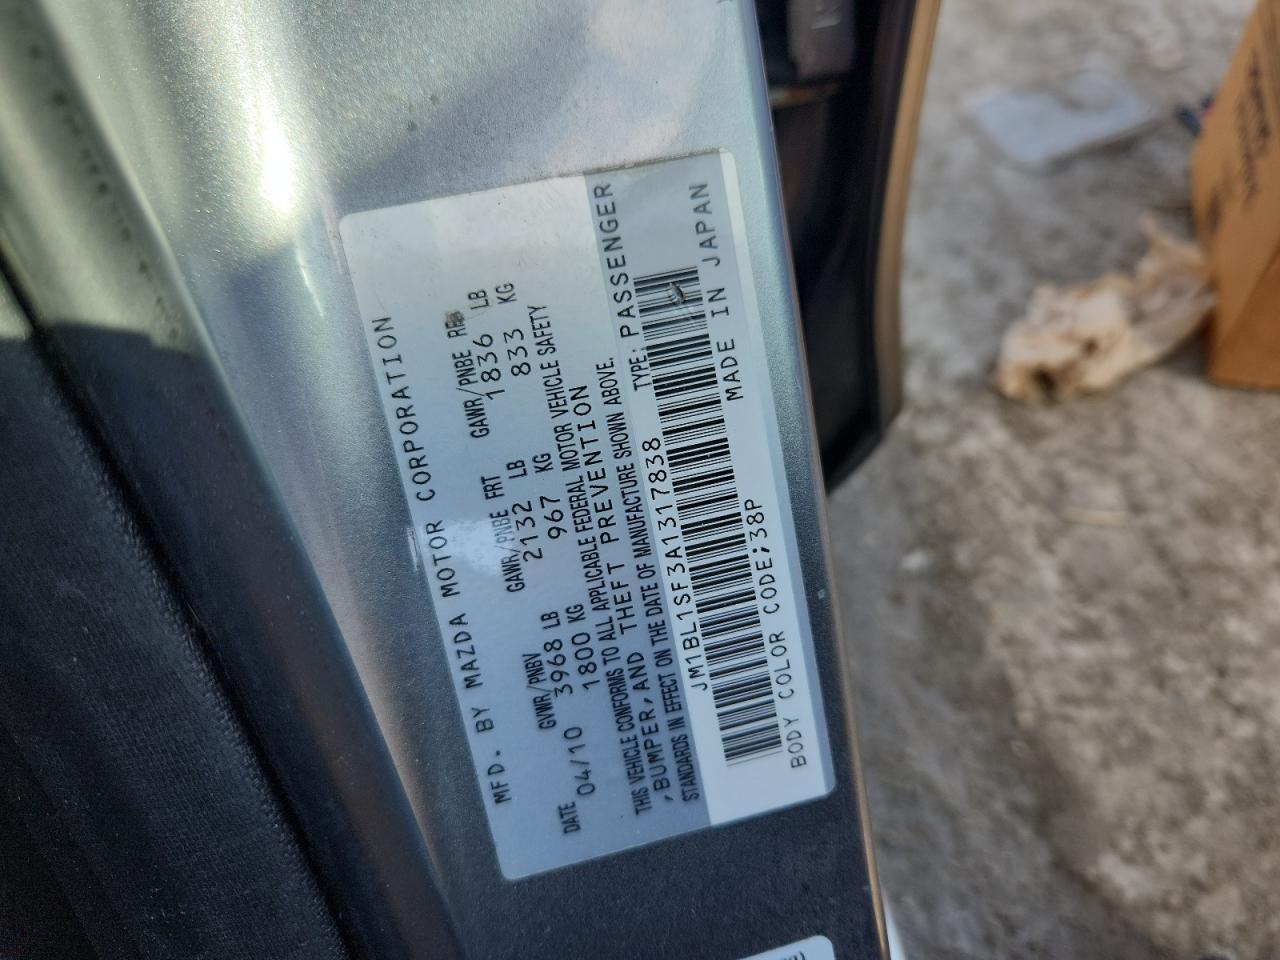 MFD. BY MAZDA MOTOR CORPORATION
DATE GVWR/PNBV GAWR/PNBE FRT GAWR/PNBE RR
04/10 3968 LB 2132 LB 1836 LB
1800 KG 967 KG 833 KG
THIS VEHICLE CONFORMS TO ALL APPLICABLE FEDERAL MOTOR VEHICLE SAFETY
,BUMPER,AND THEFT PREVENTION
STANDARDS IN EFFECT ON THE DATE OF MANUFACTURE SHOWN ABOVE.
JM1BL1SF3A1317838 TYPE: PASSENGER
BODY COLOR CODE;38P MADE IN JAPAN